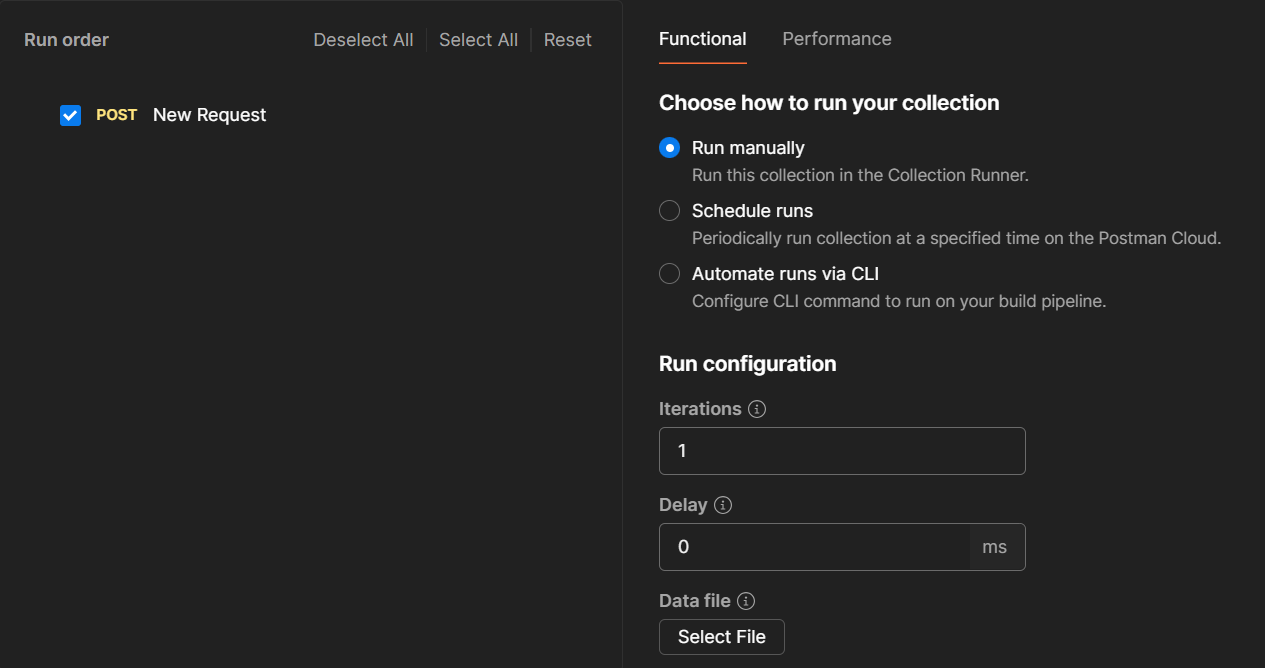 Run order
Deselect All
Select All
Reset
POST New Request
Functional
Performance
Choose how to run your collection
Run manually
Run this collection in the Collection Runner.
Schedule runs
Periodically run collection at a specified time on the Postman Cloud.
Automate runs via CLI
Configure CLI command to run on your build pipeline.
Run configuration
Iterations
1
Delay
0 ms
Data file
Select File